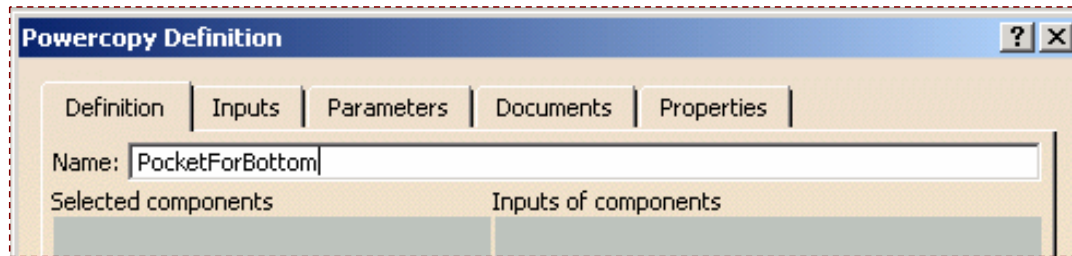 Powercopy Definition ? X
Definition Inputs Parameters Documents Properties
Name: PocketForBottom
Selected components Inputs of components